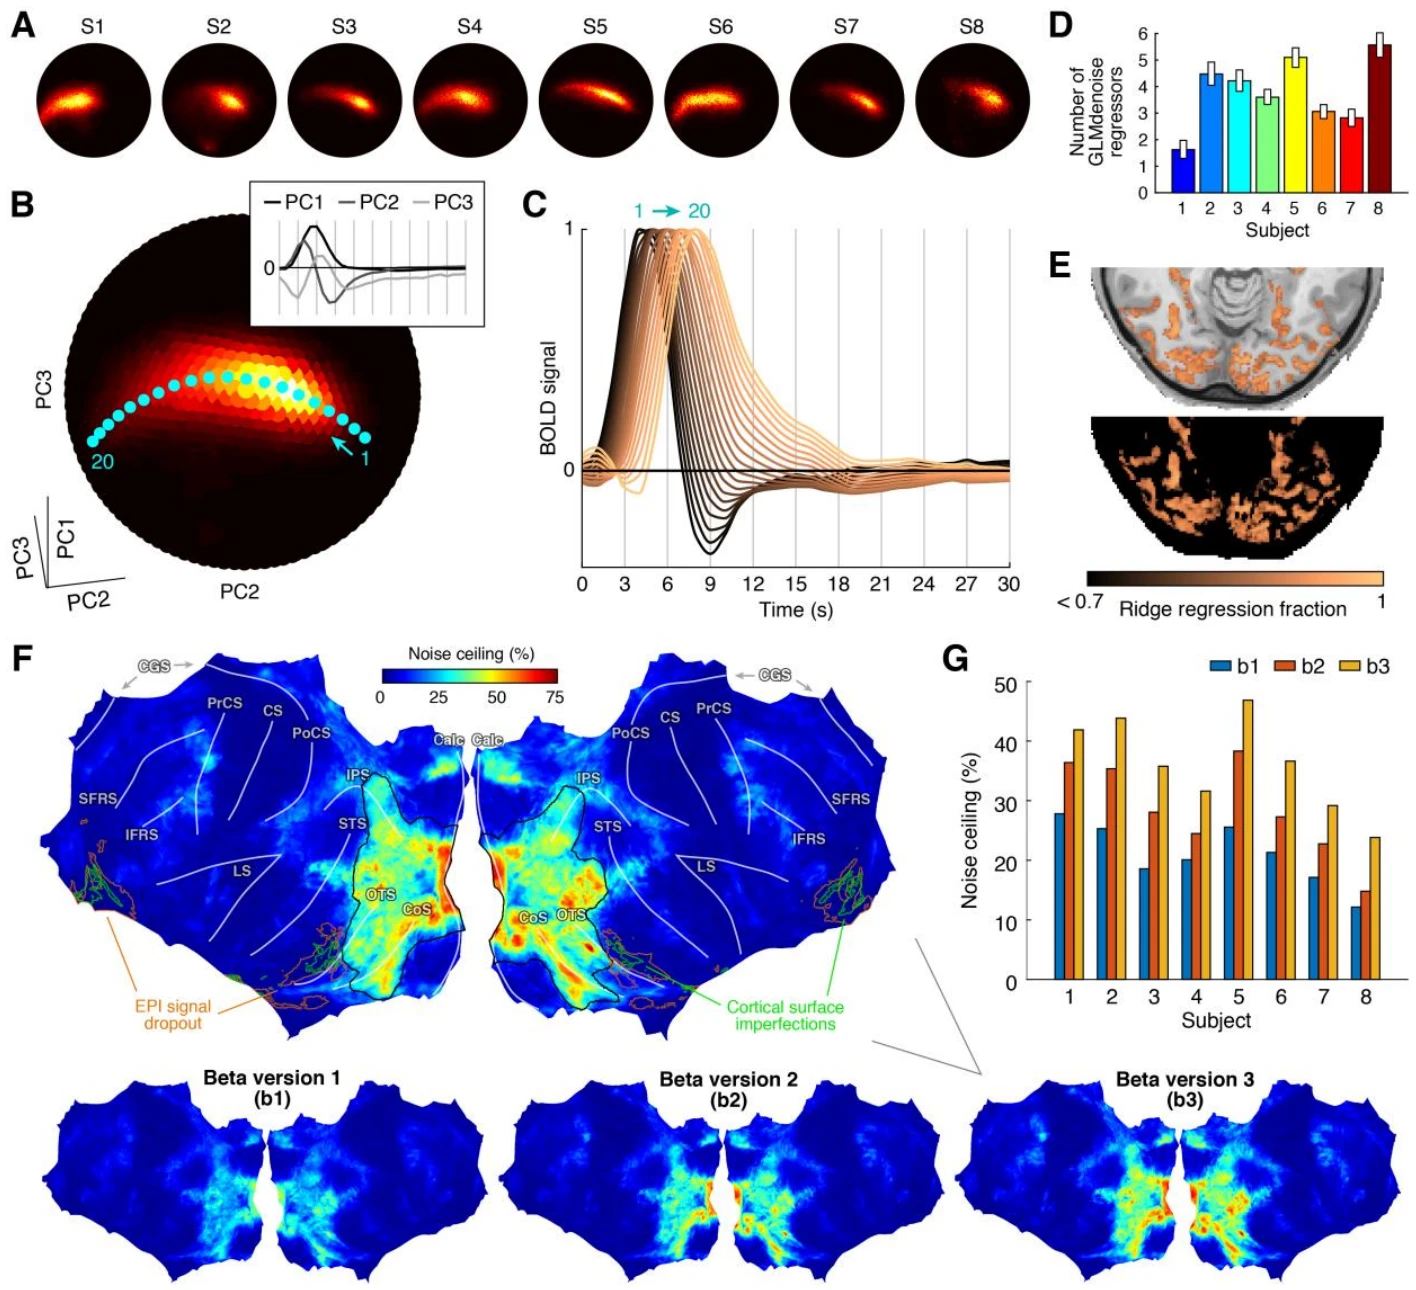 A
S1 S2 S3 S4 S5 S6 S7 S8
B
PC1 PC2 PC3
0
PC3
20
1
PC3
PC1
PC2
PC2
C
1 → 20
1
0
BOLD signal
0 3 6 9 12 15 18 21 24 27 30
Time (s)
D
6
5
4
3
2
1
0
Number of
GLMdenoise
regressors
1 2 3 4 5 6 7 8
Subject
E
< 0.7
1
Ridge regression fraction
F
Noise ceiling (%)
0 25 50 75
CGS
CGS
PrCS
CS
PoCS
Calc
Calc
PoCS
CS
PrCS
IPS
IPS
SFRS
IFRS
STS
STS
IFRS
SFRS
LS
LS
OTS
CoS
CoS
OTS
EPI signal
dropout
Cortical surface
imperfections
G
b1 b2 b3
50
40
30
20
10
0
Noise ceiling (%)
1 2 3 4 5 6 7 8
Subject
Beta version 1
(b1)
Beta version 2
(b2)
Beta version 3
(b3)